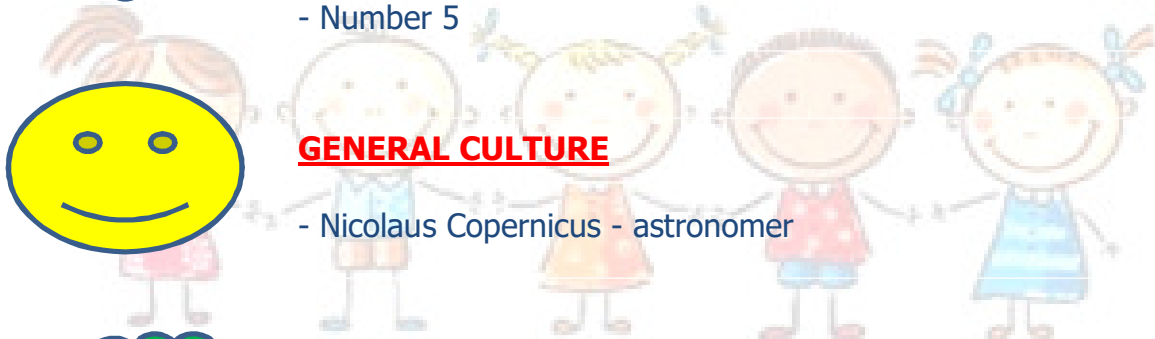 - Number 5
GENERAL CULTURE
- Nicolaus Copernicus - astronomer